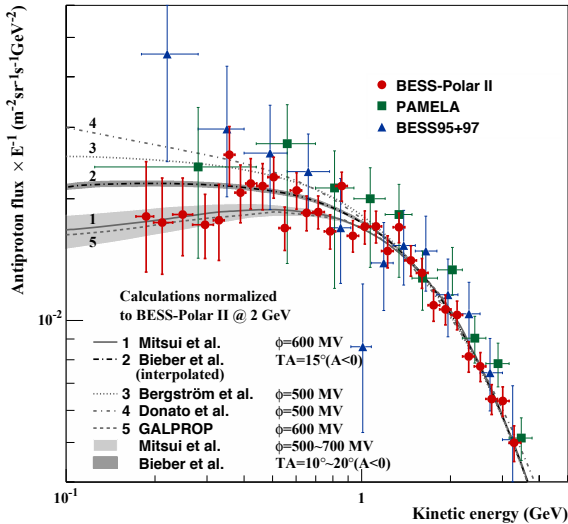 Antiproton flux × E⁻¹ (m⁻²sr⁻¹s⁻¹GeV⁻²)
BESS-Polar II
PAMELA
BESS95+97
4
3
2
1
5
10⁻²
Calculations normalized
to BESS-Polar II @ 2 GeV
1 Mitsui et al. ϕ=600 MV
2 Bieber et al. TA=15°(A<0)
(interpolated)
3 Bergström et al. ϕ=500 MV
4 Donato et al. ϕ=500 MV
5 GALPROP ϕ=600 MV
Mitsui et al. ϕ=500~700 MV
Bieber et al. TA=10°~20°(A<0)
10⁻¹ 1
Kinetic energy (GeV)